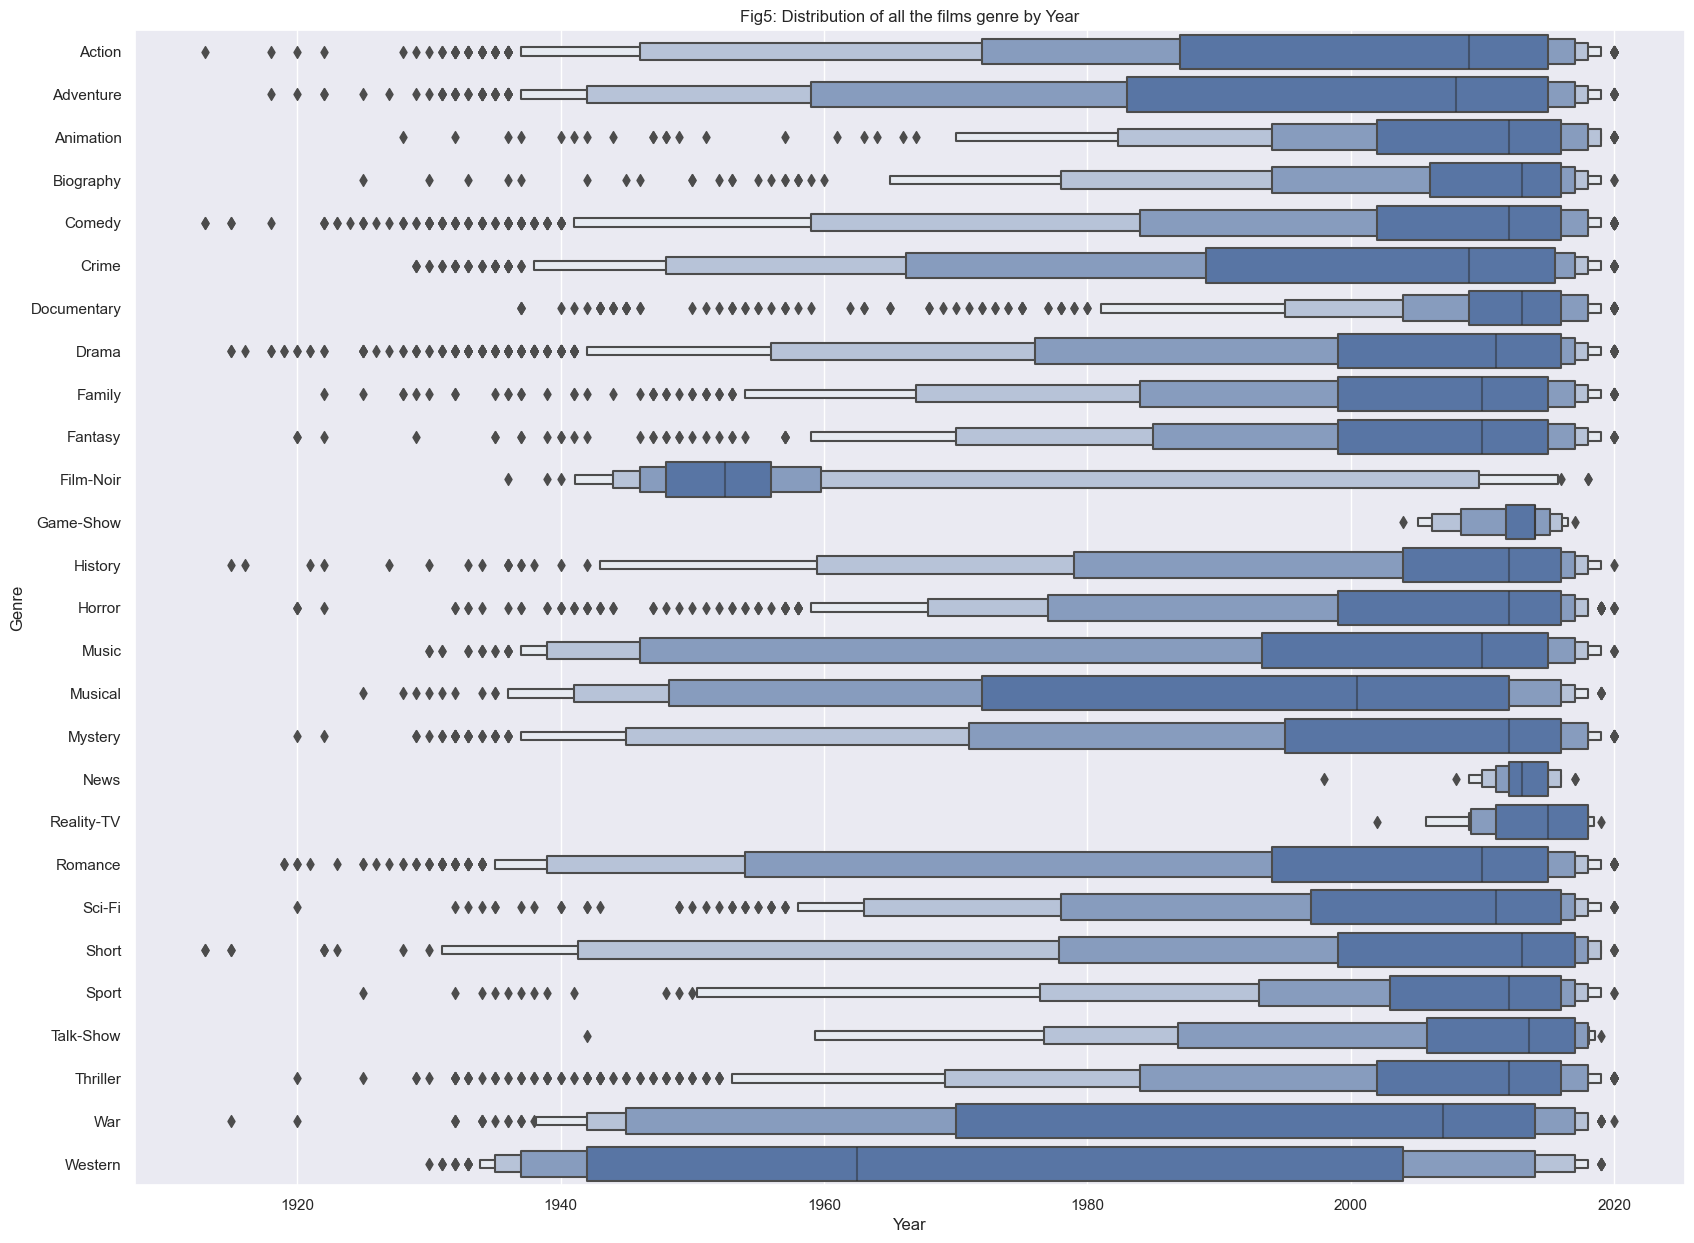 Fig5: Distribution of all the films genre by Year
Action
Adventure
Animation
Biography
Comedy
Crime
Documentary
Drama
Family
Fantasy
Film-Noir
Game-Show
History
Horror
Music
Musical
Mystery
News
Reality-TV
Romance
Sci-Fi
Short
Sport
Talk-Show
Thriller
War
Western
Genre
1920 1940 1960 1980 2000 2020
Year